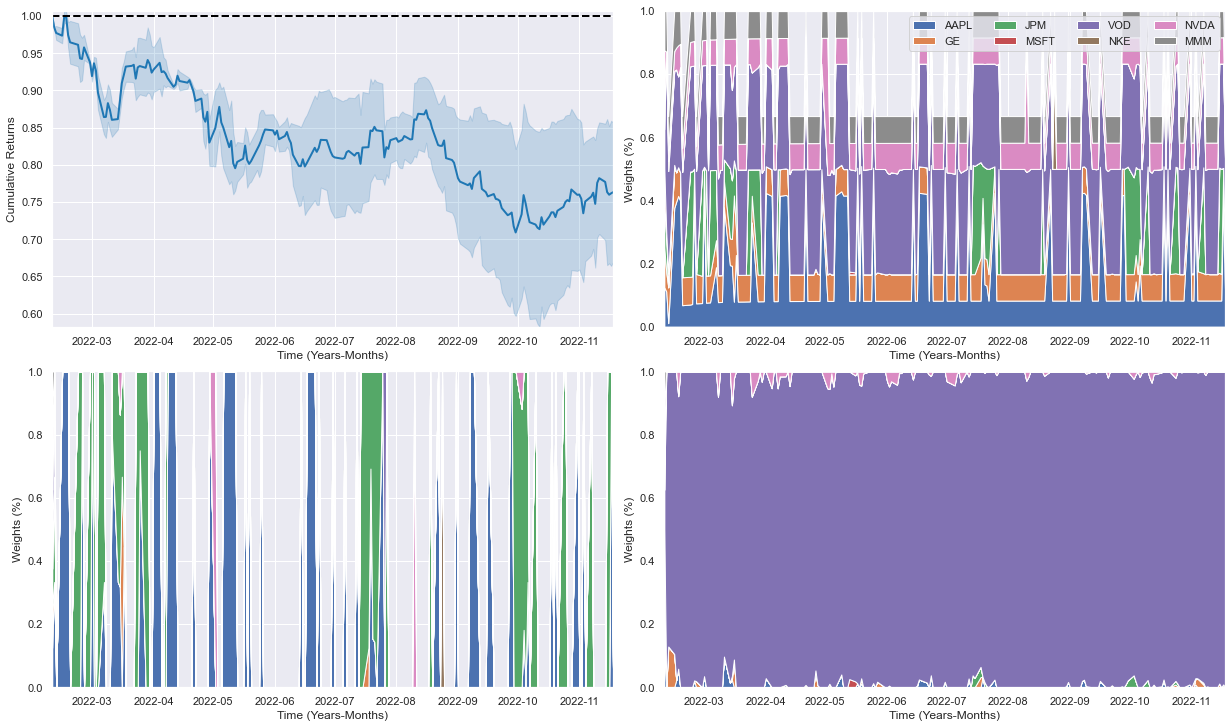 Cumulative Returns
1.00
0.95
0.90
0.85
0.80
0.75
0.70
0.65
0.60
2022-03 2022-04 2022-05 2022-06 2022-07 2022-08 2022-09 2022-10 2022-11
Time (Years-Months)
Weights (%)
1.0
0.8
0.6
0.4
0.2
0.0
AAPL JPM VOD NVDA
GE MSFT NKE MMM
2022-03 2022-04 2022-05 2022-06 2022-07 2022-08 2022-09 2022-10 2022-11
Time (Years-Months)
Weights (%)
1.0
0.8
0.6
0.4
0.2
0.0
2022-03 2022-04 2022-05 2022-06 2022-07 2022-08 2022-09 2022-10 2022-11
Time (Years-Months)
Weights (%)
1.0
0.8
0.6
0.4
0.2
0.0
2022-03 2022-04 2022-05 2022-06 2022-07 2022-08 2022-09 2022-10 2022-11
Time (Years-Months)